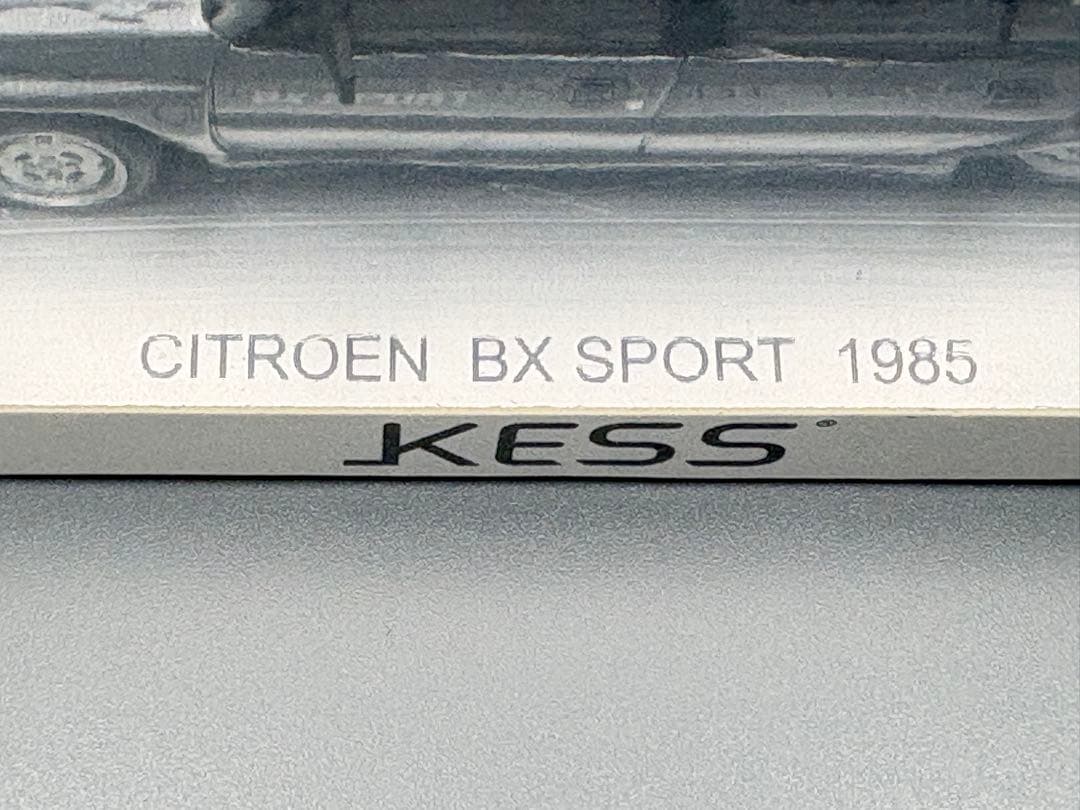 CITROEN BX SPORT 1985
KESS®